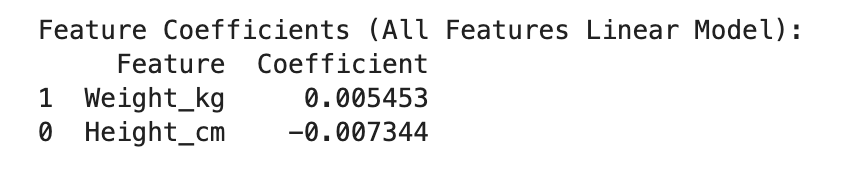 Feature Coefficients (All Features Linear Model):
Feature Coefficient
1 Weight_kg 0.005453
0 Height_cm -0.007344